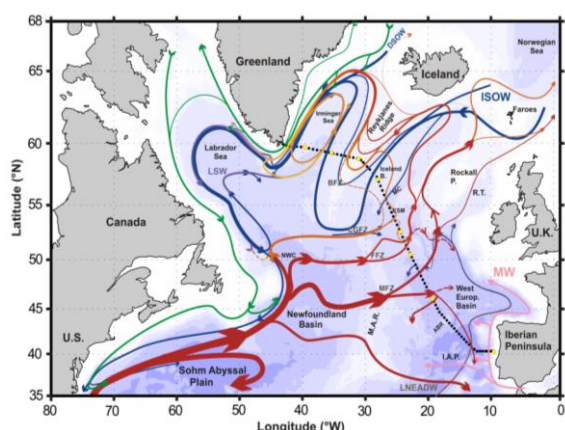 68
65
60
55
50
45
40
35
Latitude (°N)
80
70
60
50
40
30
20
10
0
Longitude (°W)
Greenland
Iceland
Norwegian
Sea
DSOW
ISOW
Faroes
Irminger
Sea
Reykjanes
Ridge
Labrador
Sea
LSW
Iceland
B.
BFZ
MC
Rockall
P.
R.T.
Canada
U.K.
CGFZ
NWC
FFZ
MFZ
MW
West
Europ.
Basin
Newfoundland
Basin
M.A.R.
ABR
U.S.
Iberian
Peninsula
I.A.P.
Sohm Abyssal
Plain
LNEADW